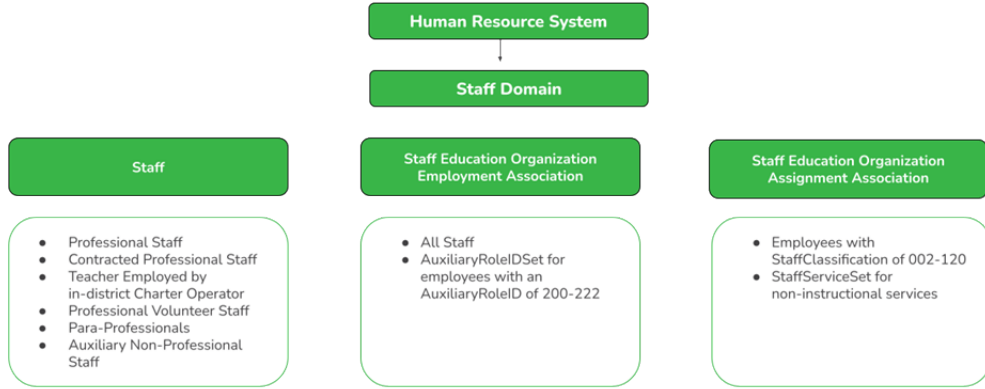 Human Resource System
Staff Domain
Staff
Staff Education Organization
Employment Association
Staff Education Organization
Assignment Association
● Professional Staff
● Contracted Professional Staff
● Teacher Employed by
in-district Charter Operator
● Professional Volunteer Staff
● Para-Professionals
● Auxiliary Non-Professional
Staff
● All Staff
● AuxiliaryRoleIDSet for
employees with an
AuxiliaryRoleID of 200-222
● Employees with
StaffClassification of 002-120
● StaffServiceSet for
non-instructional services